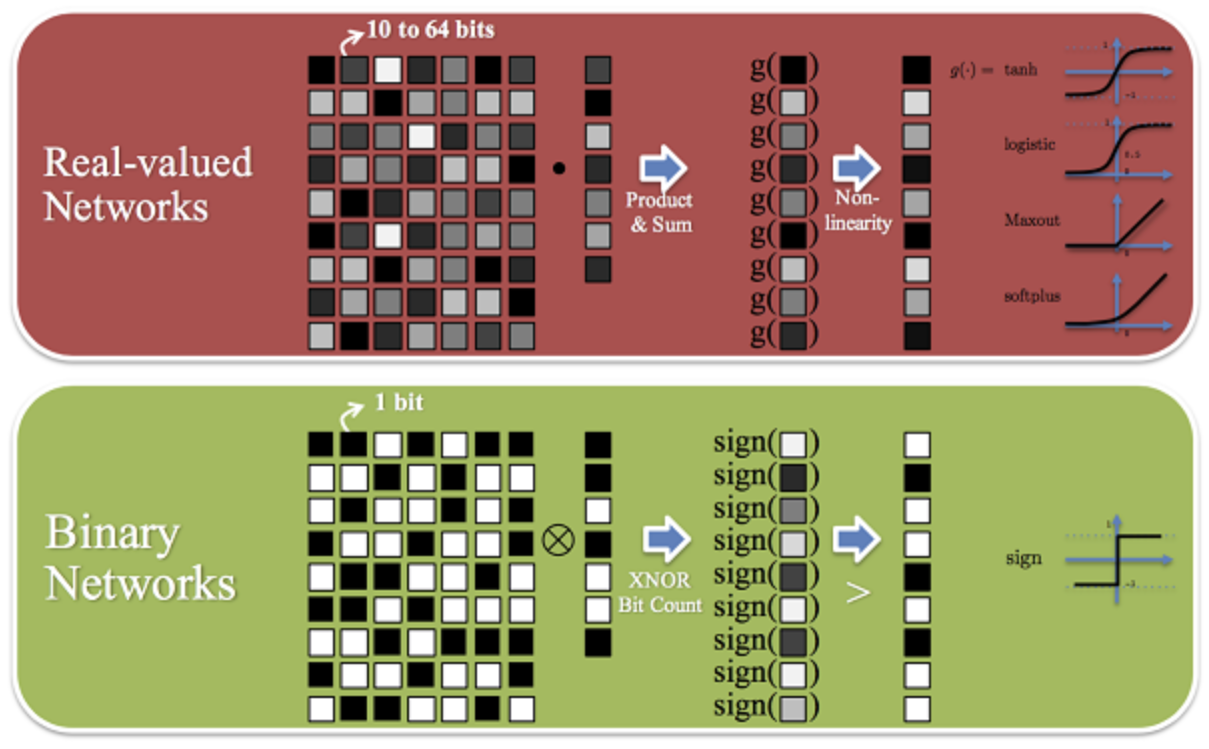 10 to 64 bits
Real-valued
Networks
Product
& Sum
g( )
g( )
g( )
g( )
g( )
g( )
g( )
g( )
g( )
Non-
linearity
g(·) = tanh
1
-1
logistic
1
0.5
0
Maxout
0
softplus
0
1 bit
Binary
Networks
⊗
XNOR
Bit Count
sign( )
sign( )
sign( )
sign( )
sign( )
sign( )
sign( )
sign( )
sign( )
>
sign
1
-1